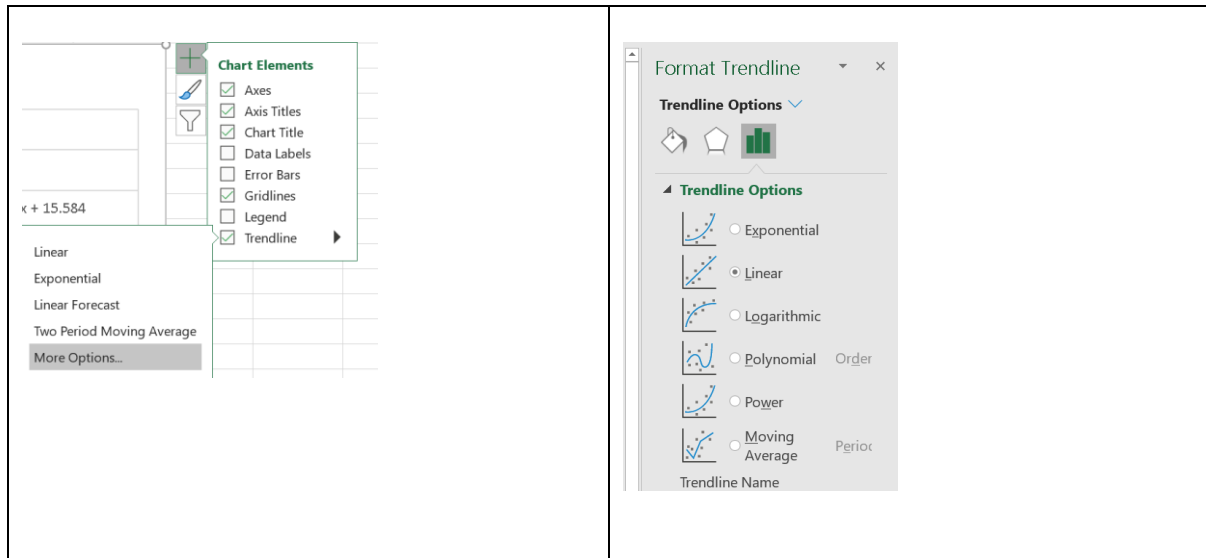 Chart Elements
Axes
Axis Titles
Chart Title
Data Labels
Error Bars
Gridlines
Legend
Trendline
x + 15.584
Linear
Exponential
Linear Forecast
Two Period Moving Average
More Options...
Format Trendline
Trendline Options
Trendline Options
Exponential
Linear
Logarithmic
Polynomial Order
Power
Moving
Average Perio
Trendline Name